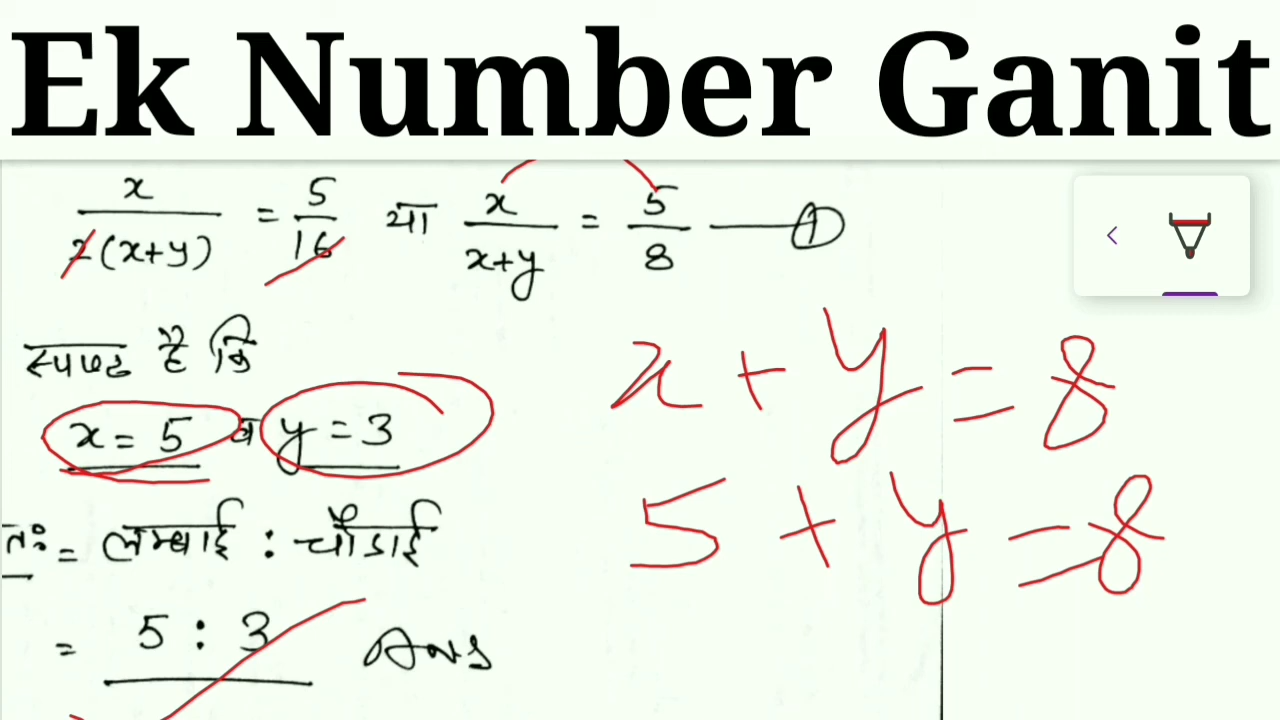 Ek Number Ganit
x/2(x+y) = 5/16 या x/x+y = 5/8 —— ①
स्पष्ट है कि
x = 5 व y = 3
x + y = 8
5 + y = 8
तः = लम्बाई : चौडाई
= 5 : 3 Ans